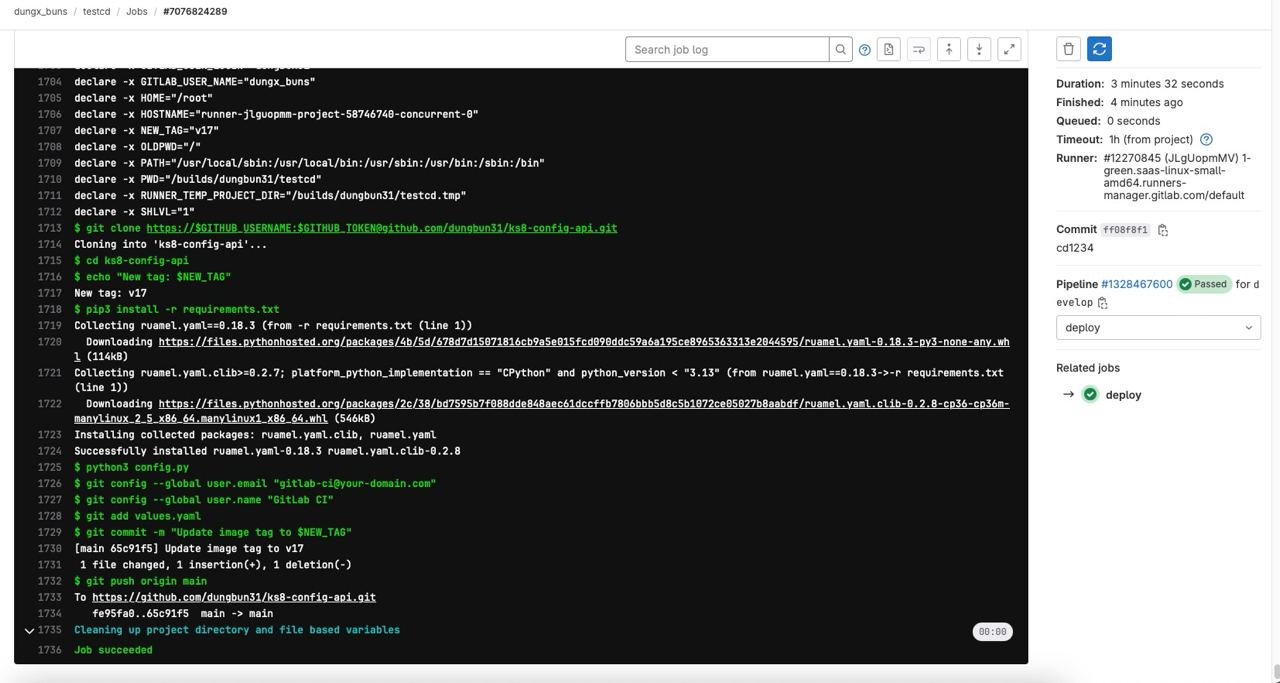 dungx_buns / testcd / Jobs / #7076824289
Search job log
1704 declare -x GITLAB_USER_NAME="dungx_buns"
1705 declare -x HOME="/root"
1706 declare -x HOSTNAME="runner-jlguopmm-project-58746740-concurrent-0"
1707 declare -x NEW_TAG="v17"
1708 declare -x OLDPWD="/"
1709 declare -x PATH="/usr/local/sbin:/usr/local/bin:/usr/sbin:/usr/bin:/sbin:/bin"
1710 declare -x PWD="/builds/dungbun31/testcd"
1711 declare -x RUNNER_TEMP_PROJECT_DIR="/builds/dungbun31/testcd.tmp"
1712 declare -x SHLVL="1"
1713 $ git clone https://$GITHUB_USERNAME:$GITHUB_TOKEN@github.com/dungbun31/ks8-config-api.git
1714 Cloning into 'ks8-config-api'...
1715 $ cd ks8-config-api
1716 $ echo "New tag: $NEW_TAG"
1717 New tag: v17
1718 $ pip3 install -r requirements.txt
1719 Collecting ruamel.yaml==0.18.3 (from -r requirements.txt (line 1))
1720 Downloading https://files.pythonhosted.org/packages/4b/5d/678d7d15071816cb9a5e015fcd090ddc59a6a195ce8965363313e2044595/ruamel.yaml-0.18.3-py3-none-any.wh
l (114kB)
1721 Collecting ruamel.yaml.clib>=0.2.7; platform_python_implementation == "CPython" and python_version < "3.13" (from ruamel.yaml==0.18.3->-r requirements.txt
(line 1))
1722 Downloading https://files.pythonhosted.org/packages/2c/38/bd7595b7f088dde848aec61dccffb7806bbb5d8c5b1072ce05027b8aabdf/ruamel.yaml.clib-0.2.8-cp36-cp36m-
manylinux_2_5_x86_64.manylinux1_x86_64.whl (546kB)
1723 Installing collected packages: ruamel.yaml.clib, ruamel.yaml
1724 Successfully installed ruamel.yaml-0.18.3 ruamel.yaml.clib-0.2.8
1725 $ python3 config.py
1726 $ git config --global user.email "gitlab-ci@your-domain.com"
1727 $ git config --global user.name "GitLab CI"
1728 $ git add values.yaml
1729 $ git commit -m "Update image tag to $NEW_TAG"
1730 [main 65c91f5] Update image tag to v17
1731 1 file changed, 1 insertion(+), 1 deletion(-)
1732 $ git push origin main
1733 To https://github.com/dungbun31/ks8-config-api.git
1734 fe95fa0..65c91f5 main -> main
1735 Cleaning up project directory and file based variables 00:00
1736 Job succeeded
Duration: 3 minutes 32 seconds
Finished: 4 minutes ago
Queued: 0 seconds
Timeout: 1h (from project)
Runner: #12270845 (JLgUopmMV) 1-
green.saas-linux-small-
amd64.runners-
manager.gitlab.com/default
Commit ff08f8f1
cd1234
Pipeline #1328467600 Passed for d
evelop
deploy
Related jobs
→ deploy